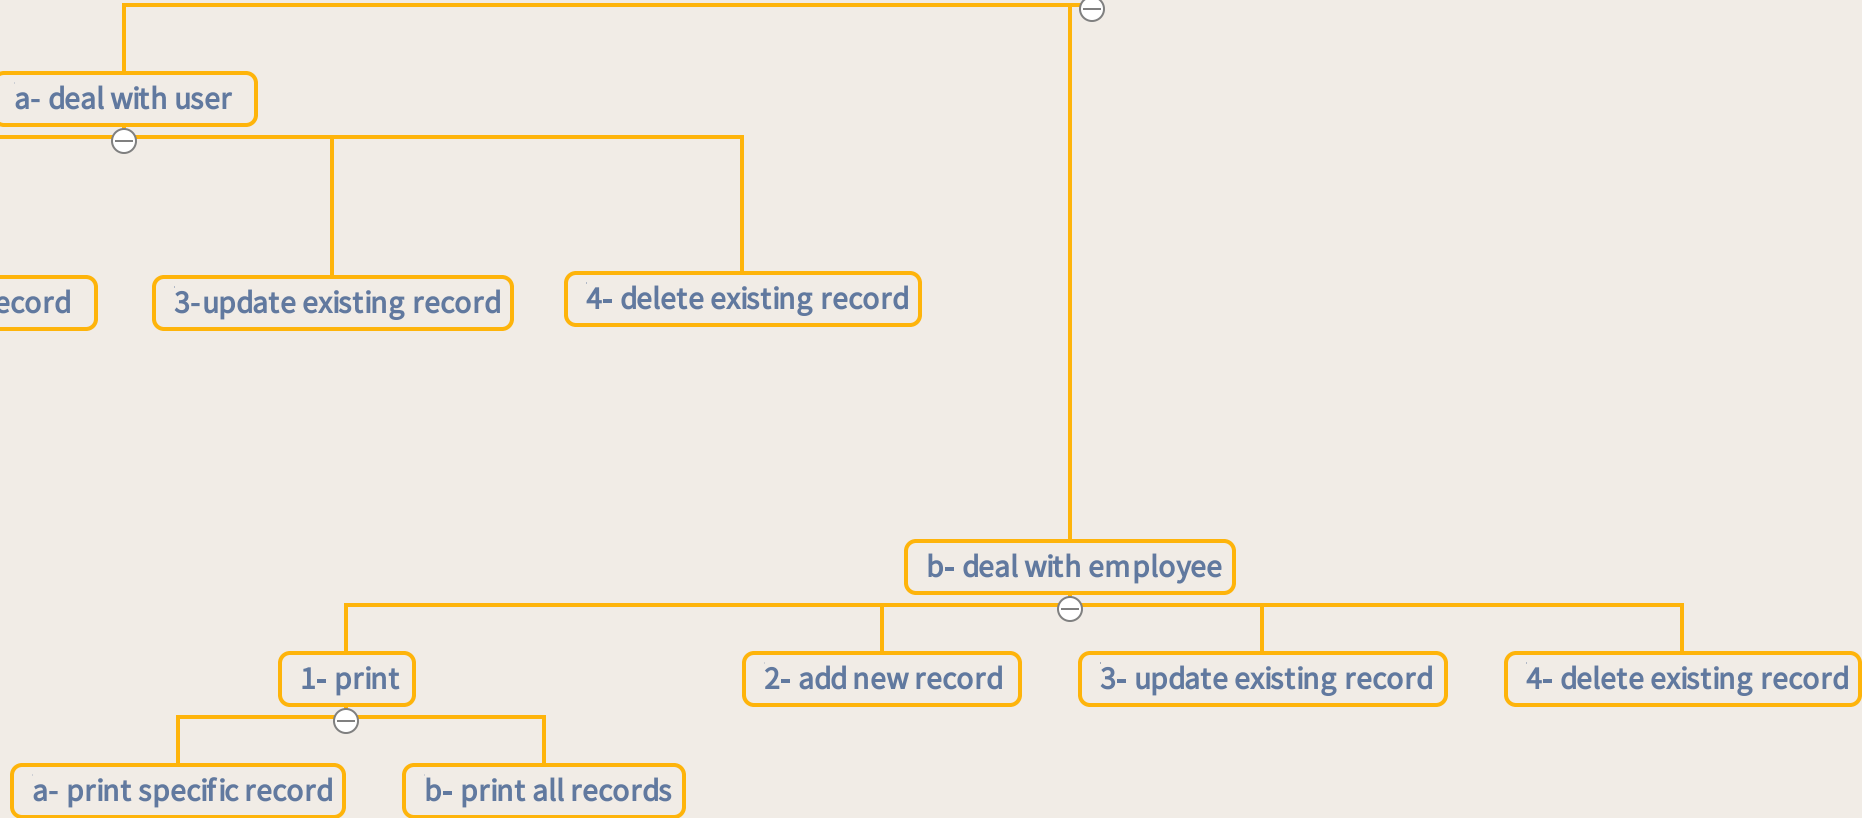 a- deal with user
3-update existing record
4- delete existing record
b- deal with employee
1- print
2- add new record
3- update existing record
4- delete existing record
a- print specific record
b- print all records